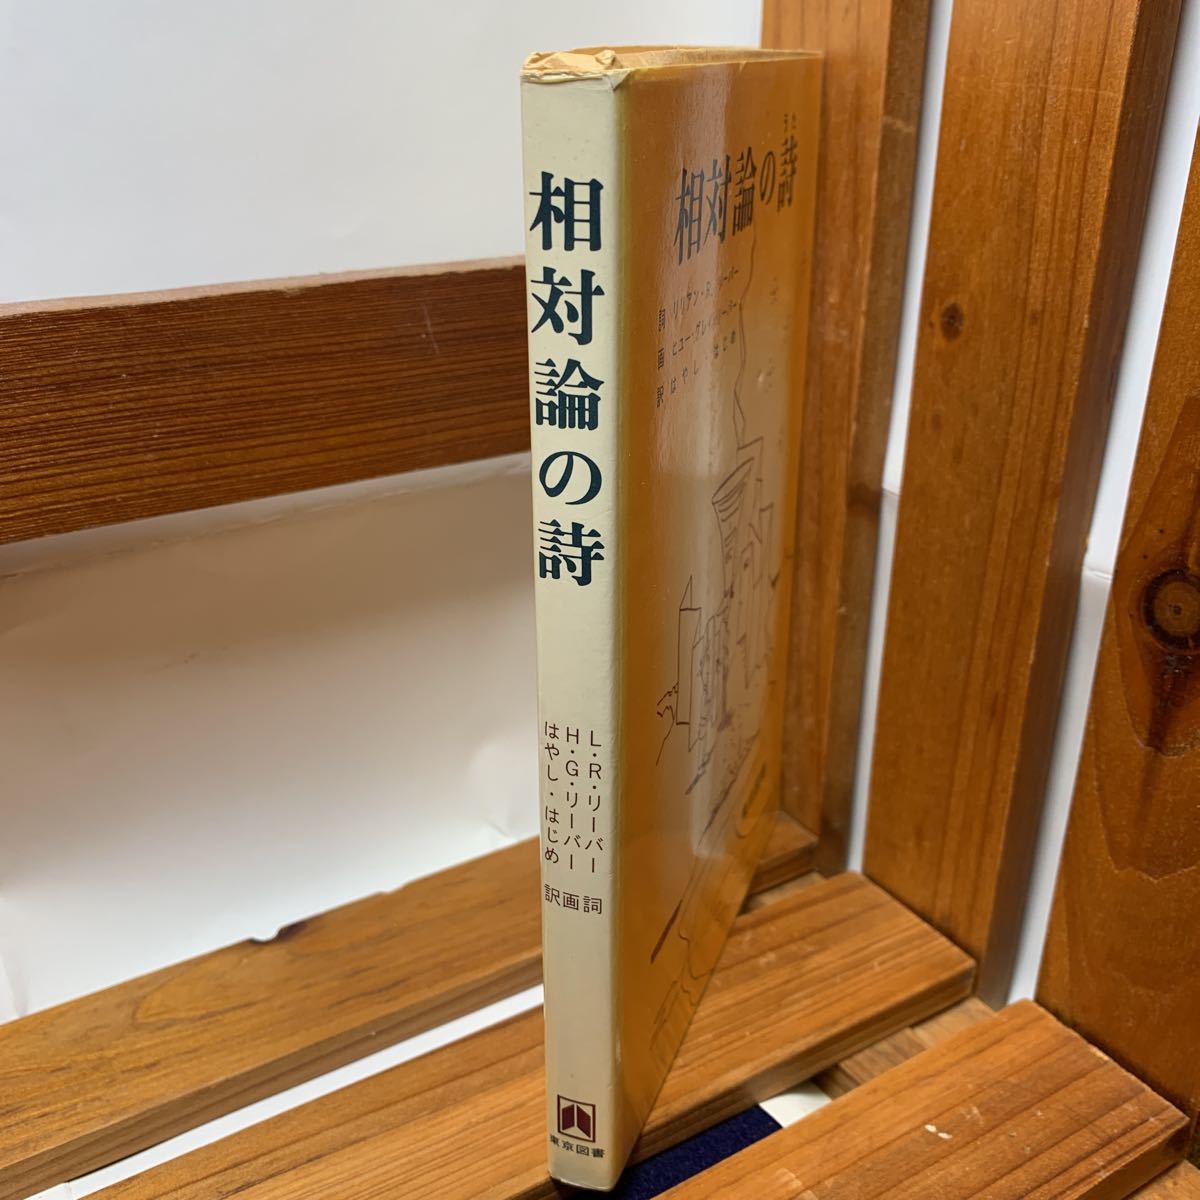 相対論の詩
L・R・リーバー 詞
H・G・リーバー 画
はやし・はじめ 訳
東京図書
うた
相対論の詩
詞 リリアン・R・リーバー
画 ヒュー・グレイ・リーバー
訳 はやし・はじめ